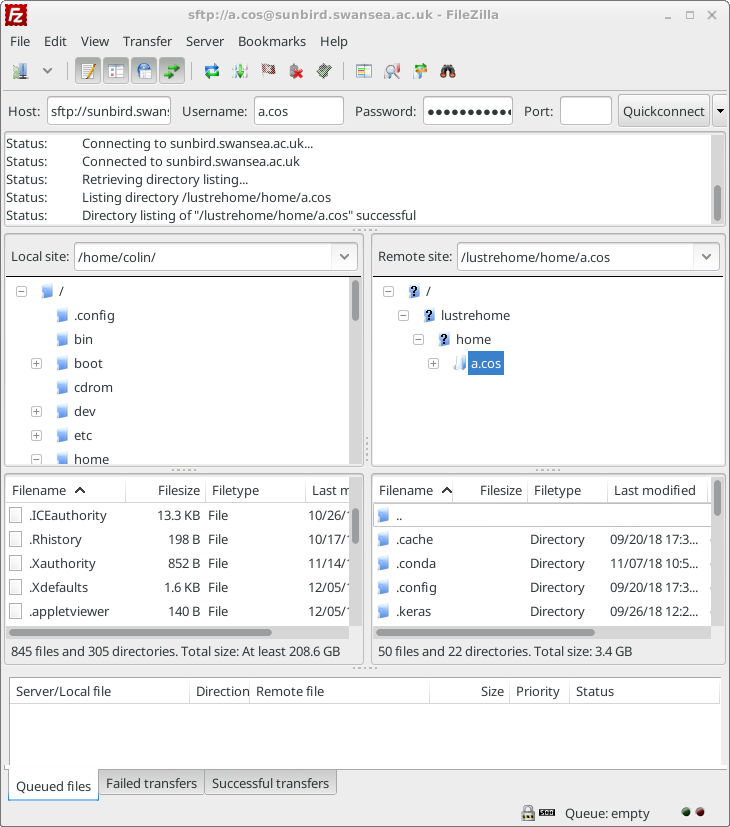 sftp://a.cos@sunbird.swansea.ac.uk - FileZilla
File Edit View Transfer Server Bookmarks Help
Host: sftp://sunbird.swans Username: a.cos Password: ●●●●●●●●●●● Port: Quickconnect
Status: Connecting to sunbird.swansea.ac.uk...
Status: Connected to sunbird.swansea.ac.uk
Status: Retrieving directory listing...
Status: Listing directory /lustrehome/home/a.cos
Status: Directory listing of "/lustrehome/home/a.cos" successful
Local site: /home/colin/
/
.config
bin
boot
cdrom
dev
etc
home
Remote site: /lustrehome/home/a.cos
/
lustrehome
home
a.cos
Filename Filesize Filetype Last m
.ICEauthority 13.3 KB File 10/26/1
.Rhistory 198 B File 10/17/1
.Xauthority 852 B File 11/14/1
.Xdefaults 1.6 KB File 12/05/1
.appletviewer 140 B File 12/05/1
845 files and 305 directories. Total size: At least 208.6 GB
Filename Filesize Filetype Last modified
..
.cache Directory 09/20/18 17:3...
.conda Directory 11/07/18 10:5...
.config Directory 09/20/18 17:3...
.keras Directory 09/26/18 12:2...
50 files and 22 directories. Total size: 3.4 GB
Server/Local file Direction Remote file Size Priority Status
Queued files Failed transfers Successful transfers
Queue: empty